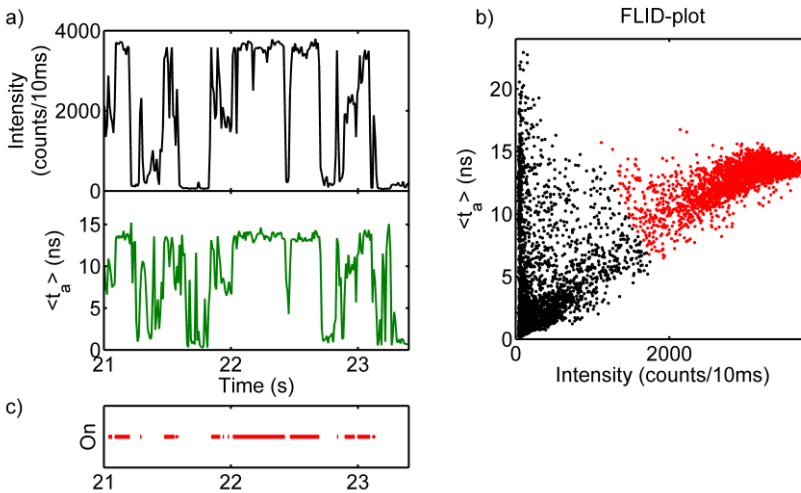 a)
4000
2000
0
Intensity
(counts/10ms)
15
10
5
0
<t_a> (ns)
21
22
23
Time (s)
b)
FLID-plot
20
15
10
5
0
<t_a> (ns)
0
2000
Intensity (counts/10ms)
c)
On
21
22
23